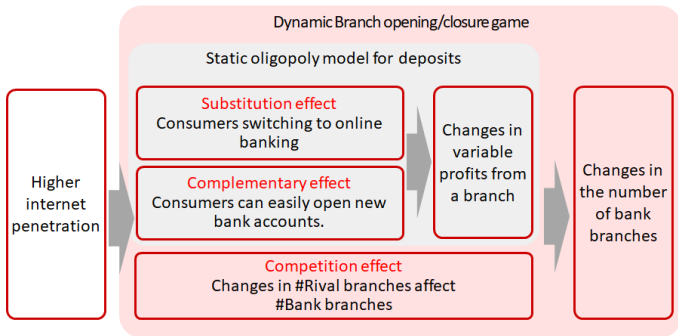 Dynamic Branch opening/closure game
Static oligopoly model for deposits
Higher
internet
penetration
Substitution effect
Consumers switching to online
banking
Complementary effect
Consumers can easily open new
bank accounts.
Changes in
variable
profits from
a branch
Competition effect
Changes in #Rival branches affect
#Bank branches
Changes in
the number
of bank
branches